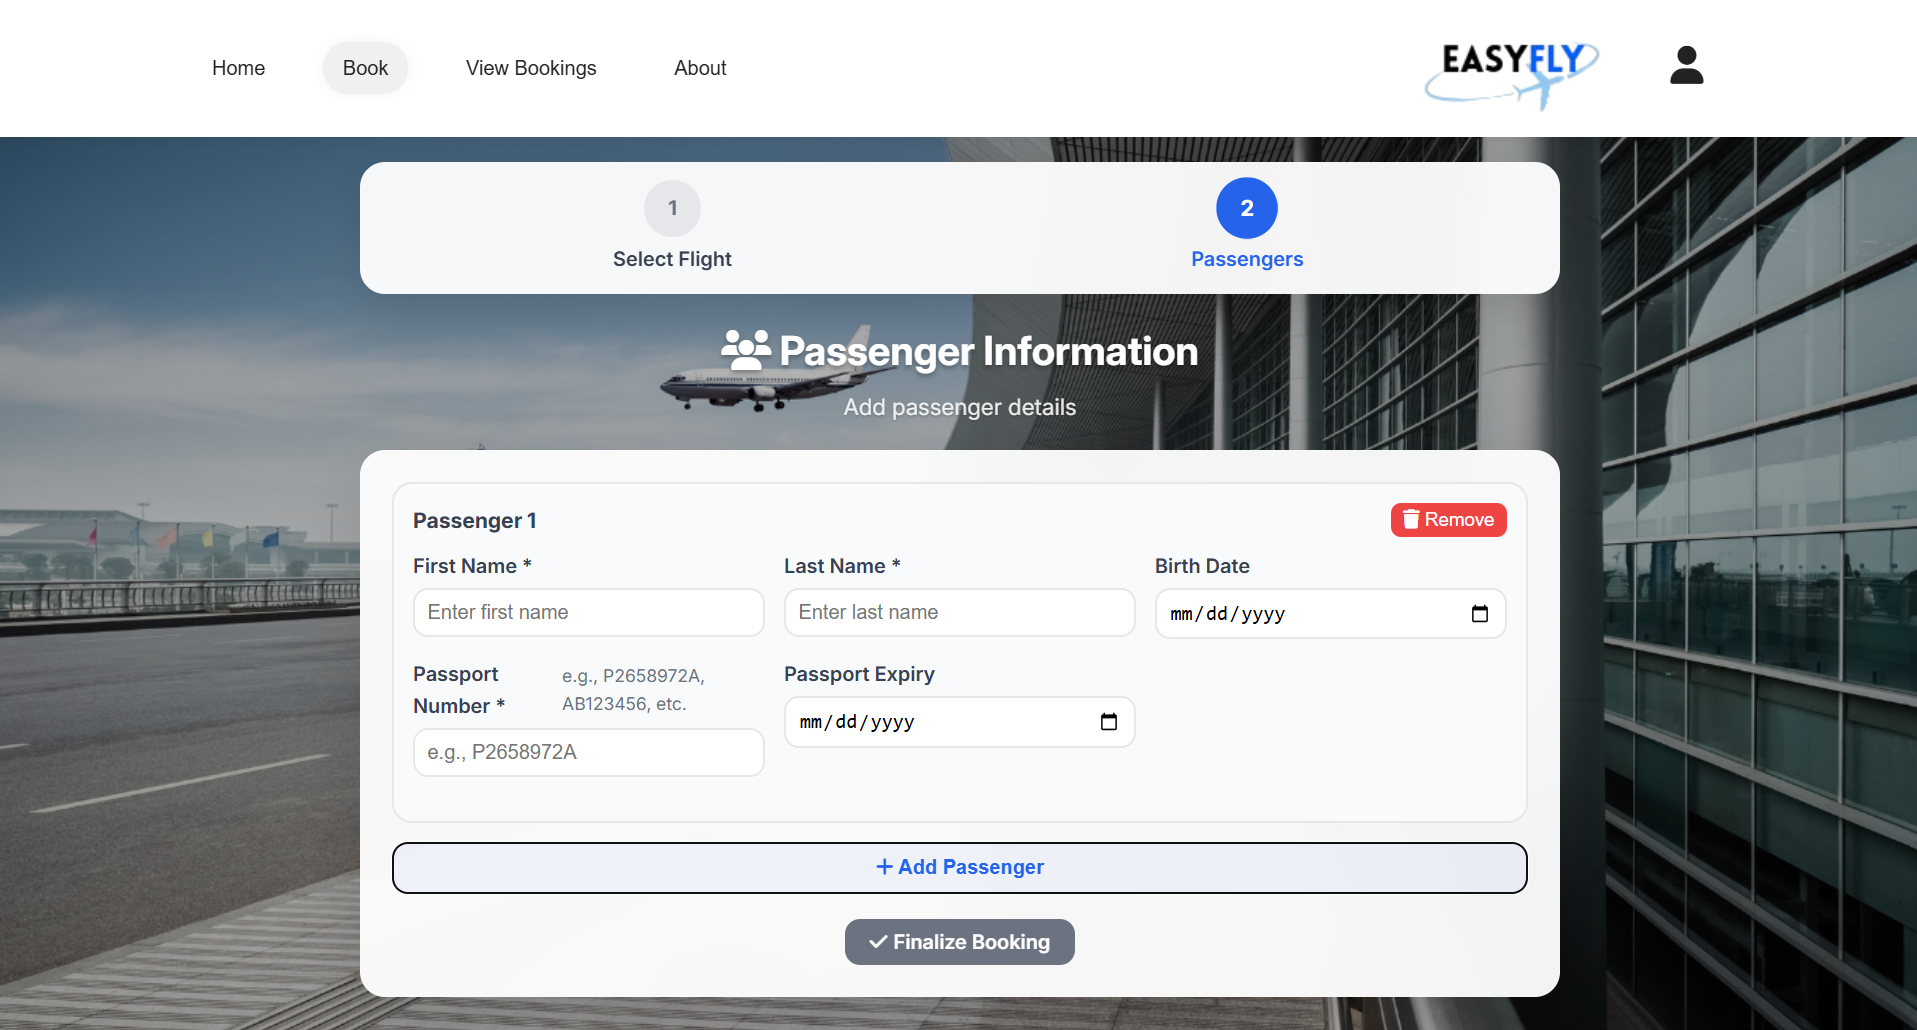 Home
Book
View Bookings
About
EASYFLY
1
Select Flight
2
Passengers
Passenger Information
Add passenger details
Passenger 1
Remove
First Name *
Last Name *
Birth Date
Enter first name
Enter last name
mm/dd/yyyy
Passport
Number *
e.g., P2658972A,
AB123456, etc.
Passport Expiry
e.g., P2658972A
mm/dd/yyyy
+ Add Passenger
Finalize Booking